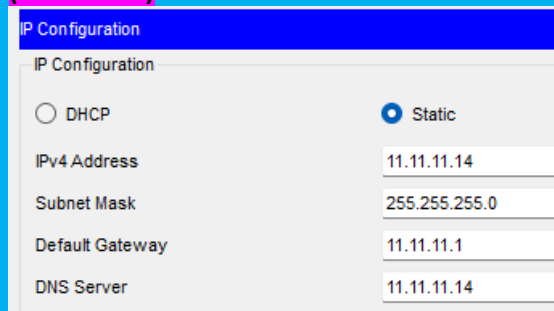 IP Configuration
IP Configuration
DHCP Static
IPv4 Address 11.11.11.14
Subnet Mask 255.255.255.0
Default Gateway 11.11.11.1
DNS Server 11.11.11.14